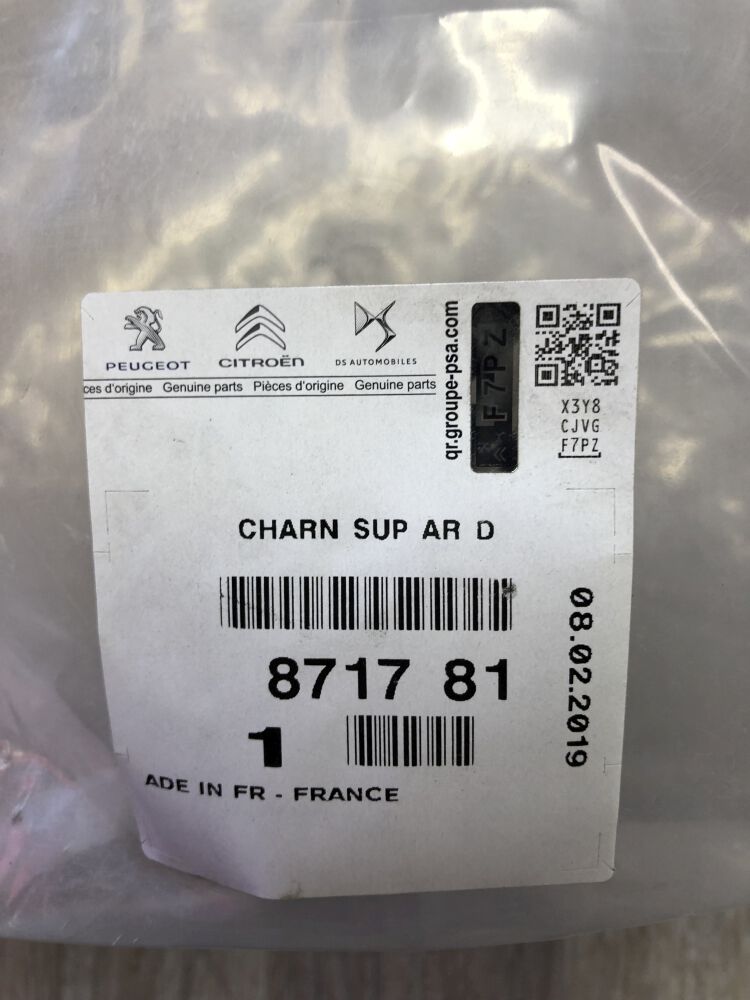 PEUGEOT
CITROËN
DS AUTOMOBILES
ces d'origine Genuine parts Pièces d'origine Genuine parts
qr.groupe-psa.com
F7PZ
X3Y8
CJVG
F7PZ
CHARN SUP AR D
8717 81
1
08.02.2019
ADE IN FR - FRANCE